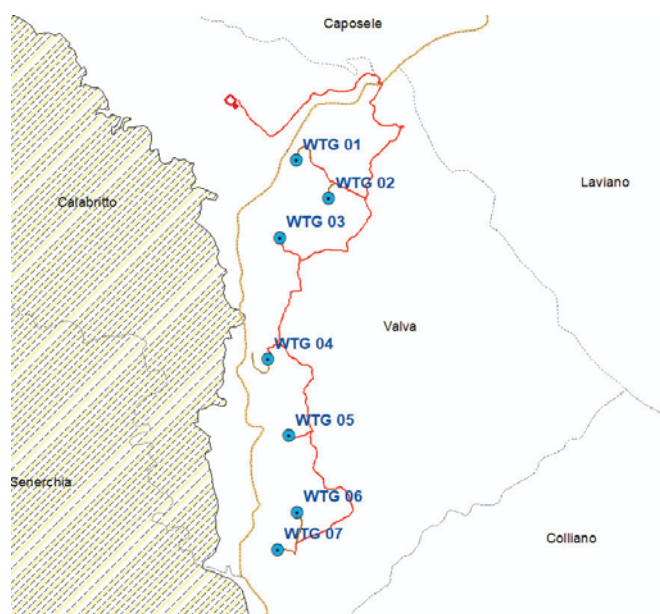 Caposele
WTG 01
WTG 02
Laviano
Calabritto
WTG 03
Valva
WTG 04
WTG 05
Senerchia
WTG 06
Colliano
WTG 07